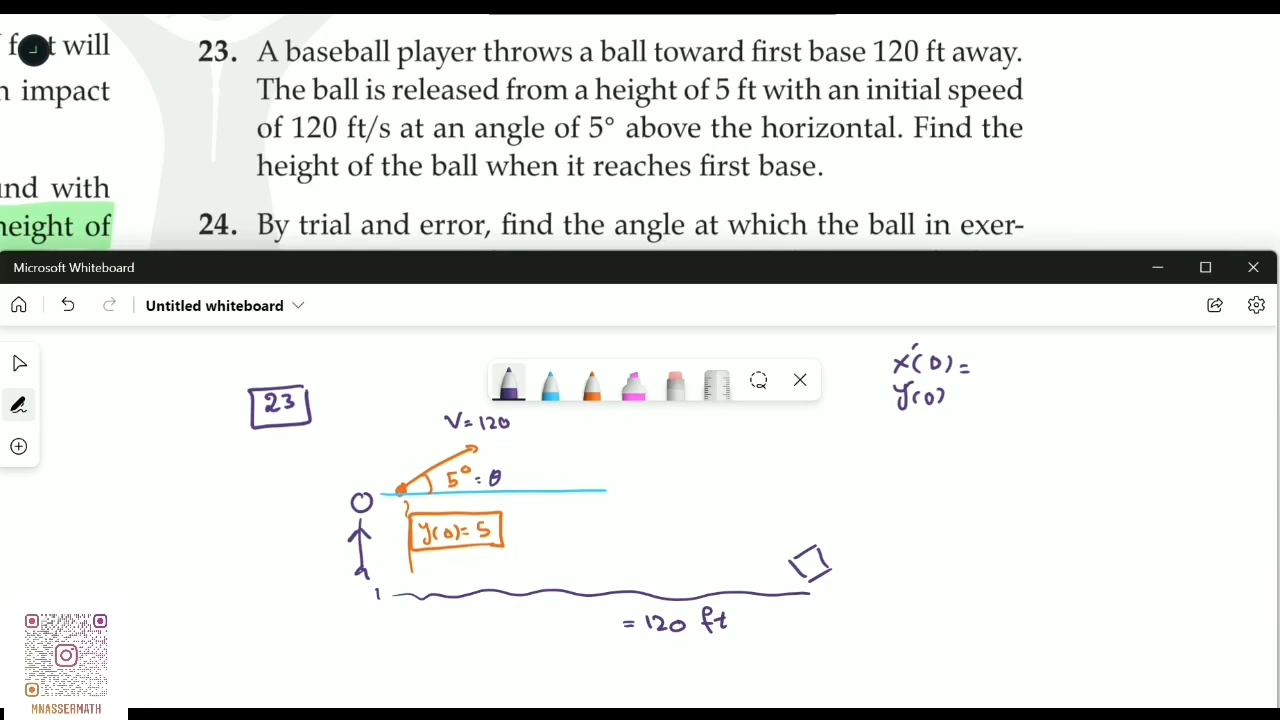 will
n impact
und with
height of
23. A baseball player throws a ball toward first base 120 ft away.
The ball is released from a height of 5 ft with an initial speed
of 120 ft/s at an angle of 5° above the horizontal. Find the
height of the ball when it reaches first base.
24. By trial and error, find the angle at which the ball in exer-
Microsoft Whiteboard
Untitled whiteboard
x'(0) =
y'(0)
23
V = 120
5° = θ
y(0) = 5
= 120 ft
MNASSERMATH